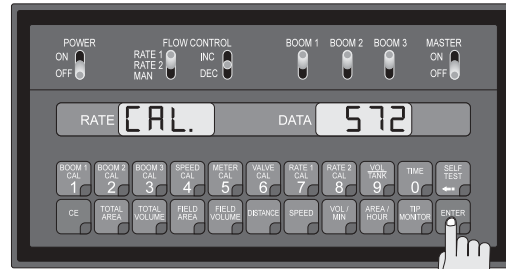 POWER
ON
OFF
FLOW CONTROL
RATE 1
RATE 2
MAN
INC
DEC
BOOM 1 BOOM 2 BOOM 3
MASTER
ON
OFF
RATE CAL. DATA 572
BOOM 1 CAL 1
BOOM 2 CAL 2
BOOM 3 CAL 3
SPEED CAL 4
METER CAL 5
VALVE CAL 6
RATE 1 CAL 7
RATE 2 CAL 8
VOL TANK 9
TIME 0
SELF TEST
CE
TOTAL AREA
TOTAL VOLUME
FIELD AREA
FIELD VOLUME
DISTANCE
SPEED
VOL / MIN
AREA / HOUR
TIP MONITOR
ENTER